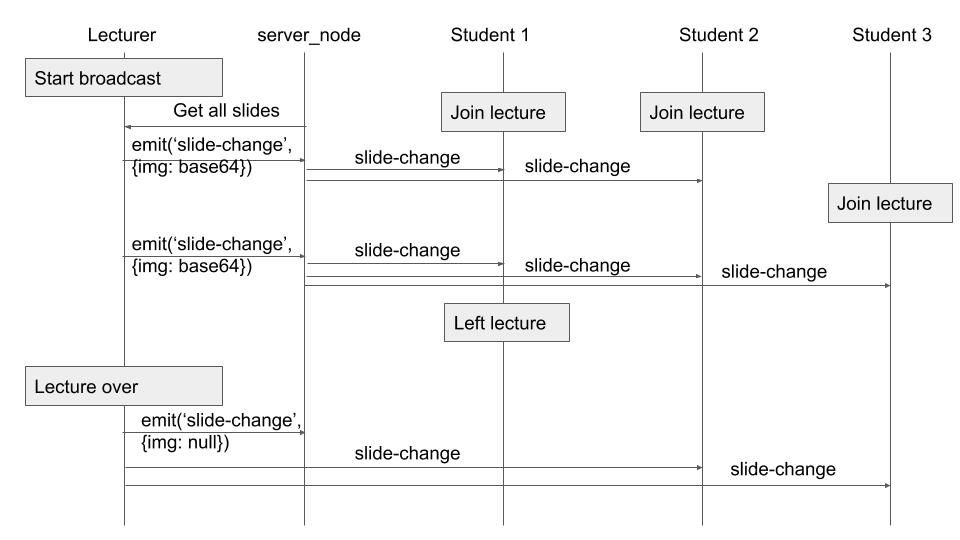 Lecturer
server_node
Student 1
Student 2
Student 3
Start broadcast
Get all slides
Join lecture
Join lecture
emit(‘slide-change’,
{img: base64})
slide-change
slide-change
Join lecture
emit(‘slide-change’,
{img: base64})
slide-change
slide-change
slide-change
Left lecture
Lecture over
emit(‘slide-change’,
{img: null})
slide-change
slide-change